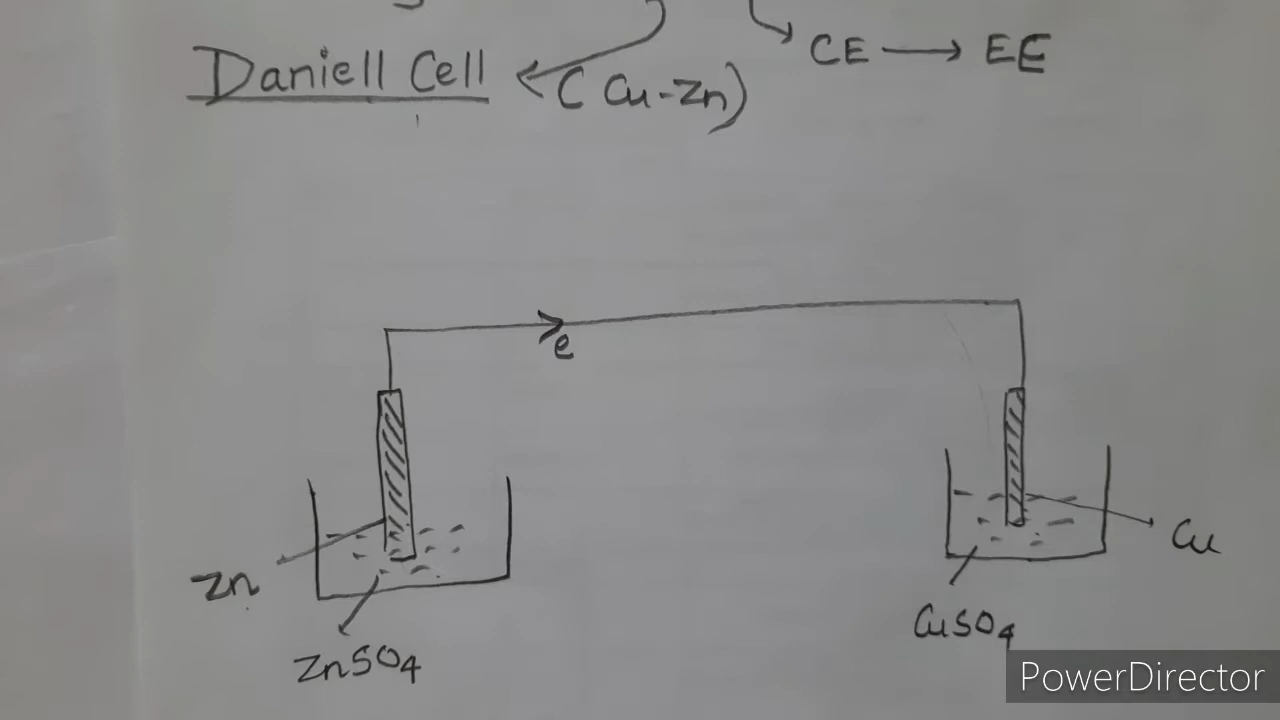 CE → EE
Daniell Cell ← (Cu-Zn)
e
Zn
Cu
ZnSO4
CuSO4
PowerDirector